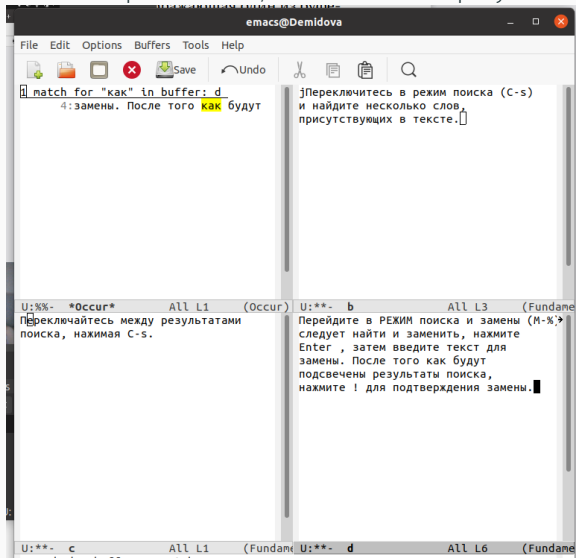 emacs@Demidova
File Edit Options Buffers Tools Help
Save Undo
1 match for "как" in buffer: d
4:замены. После того как будут
U:%%- *Occur* All L1 (Occur)
jПереключитесь в режим поиска (C-s)
и найдите несколько слов,
присутствующих в тексте.
U:**- b All L3 (Fundame
Переключайтесь между результатами
поиска, нажимая C-s.
U:**- c All L1 (Fundame
Перейдите в РЕЖИМ поиска и замены (M-%)
следует найти и заменить, нажмите
Enter , затем введите текст для
замены. После того как будут
подсвечены результаты поиска,
нажмите ! для подтверждения замены.
U:**- d All L6 (Fundame